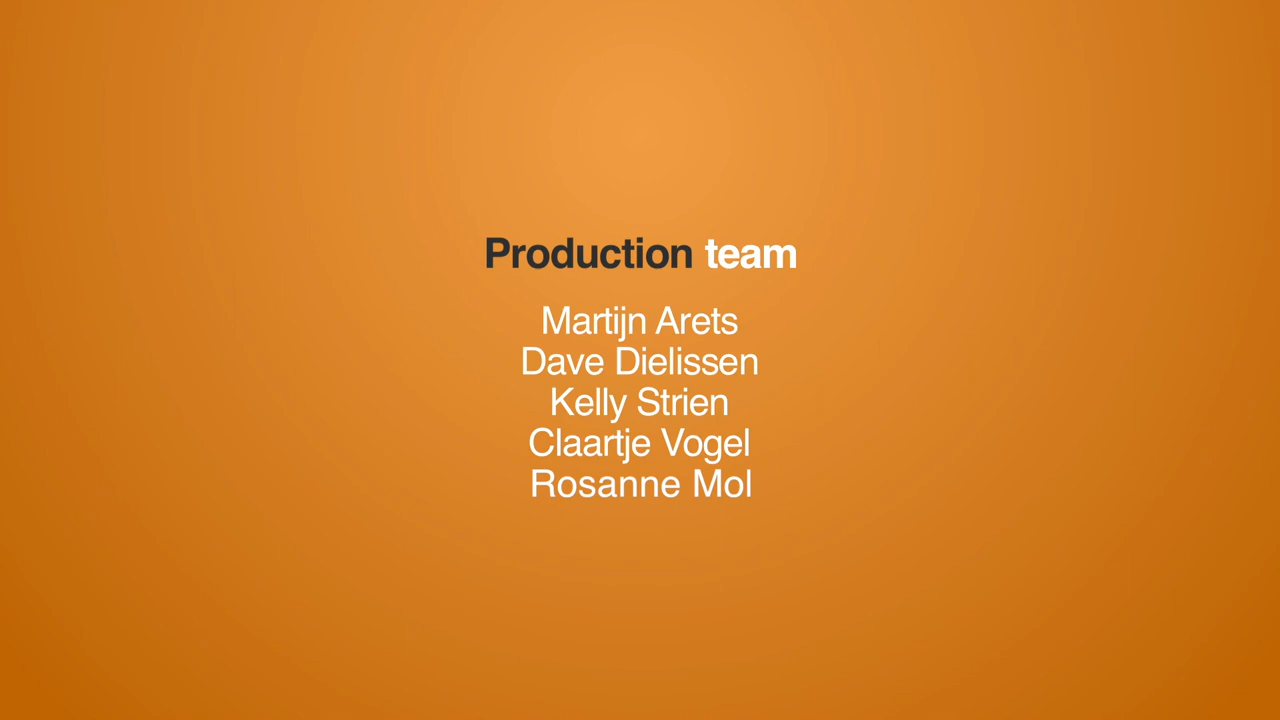 Production team
Martijn Arets
Dave Dielissen
Kelly Strien
Claartje Vogel
Rosanne Mol